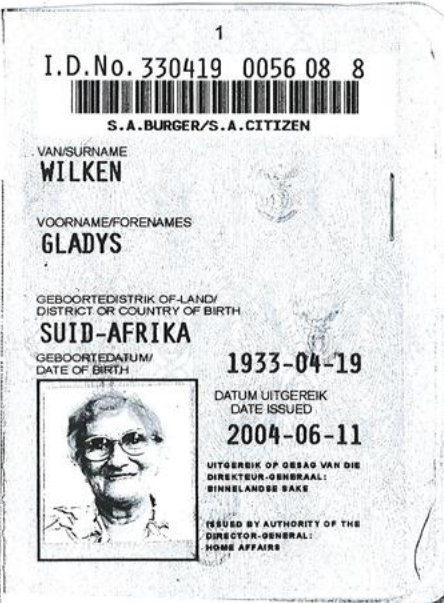 1
I.D.No. 330419 0056 08 8
S.A.BURGER/S.A.CITIZEN
VAN/SURNAME
WILKEN
VOORNAME/FORENAMES
GLADYS
GEBOORTEDISTRIK OF-LAND/
DISTRICT OR COUNTRY OF BIRTH
SUID-AFRIKA
GEBOORTEDATUM/
DATE OF BIRTH
1933-04-19
DATUM UITGEREIK
DATE ISSUED
2004-06-11
UITGEREIK OP GESAG VAN DIE
DIREKTEUR-GENERAAL:
BINNELANDSE SAKE
ISSUED BY AUTHORITY OF THE
DIRECTOR-GENERAL:
HOME AFFAIRS